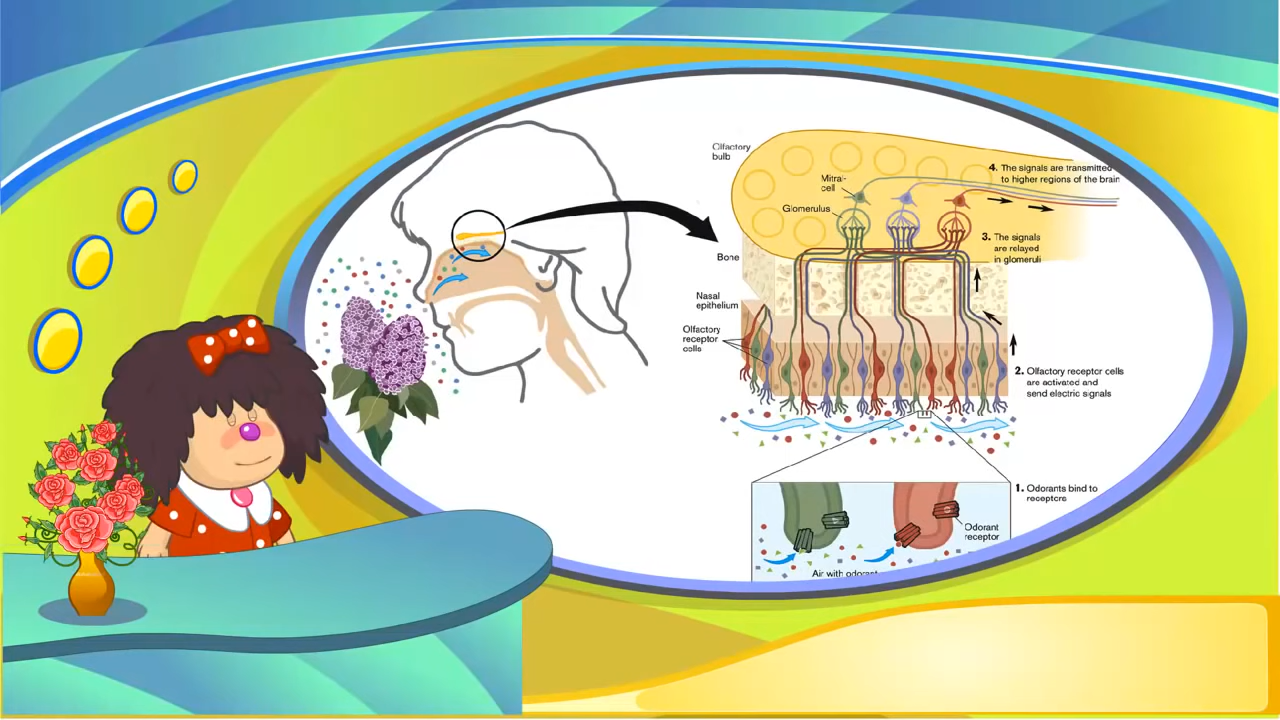 Olfactory
bulb
Mitral
cell
Glomerulus
Bone
Nasal
epithelium
Olfactory
receptor
cells
4. The signals are transmitted
to higher regions of the brain
3. The signals
are relayed
in glomeruli
2. Olfactory receptor cells
are activated and
send electric signals
1. Odorants bind to
receptors
Odorant
receptor
Air with odorant